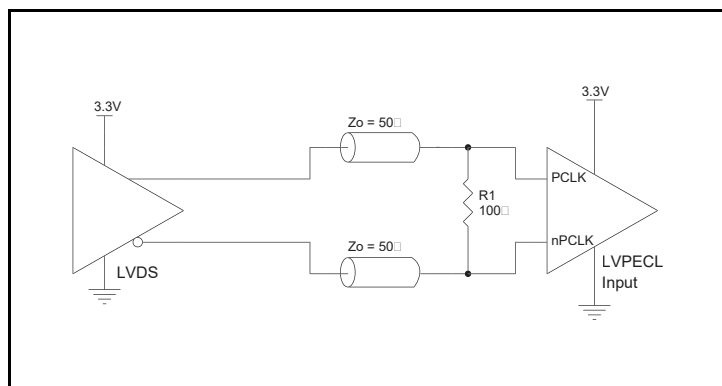 3.3V
3.3V
Zo = 50□
PCLK
R1
100□
Zo = 50□
nPCLK
LVDS
LVPECL
Input